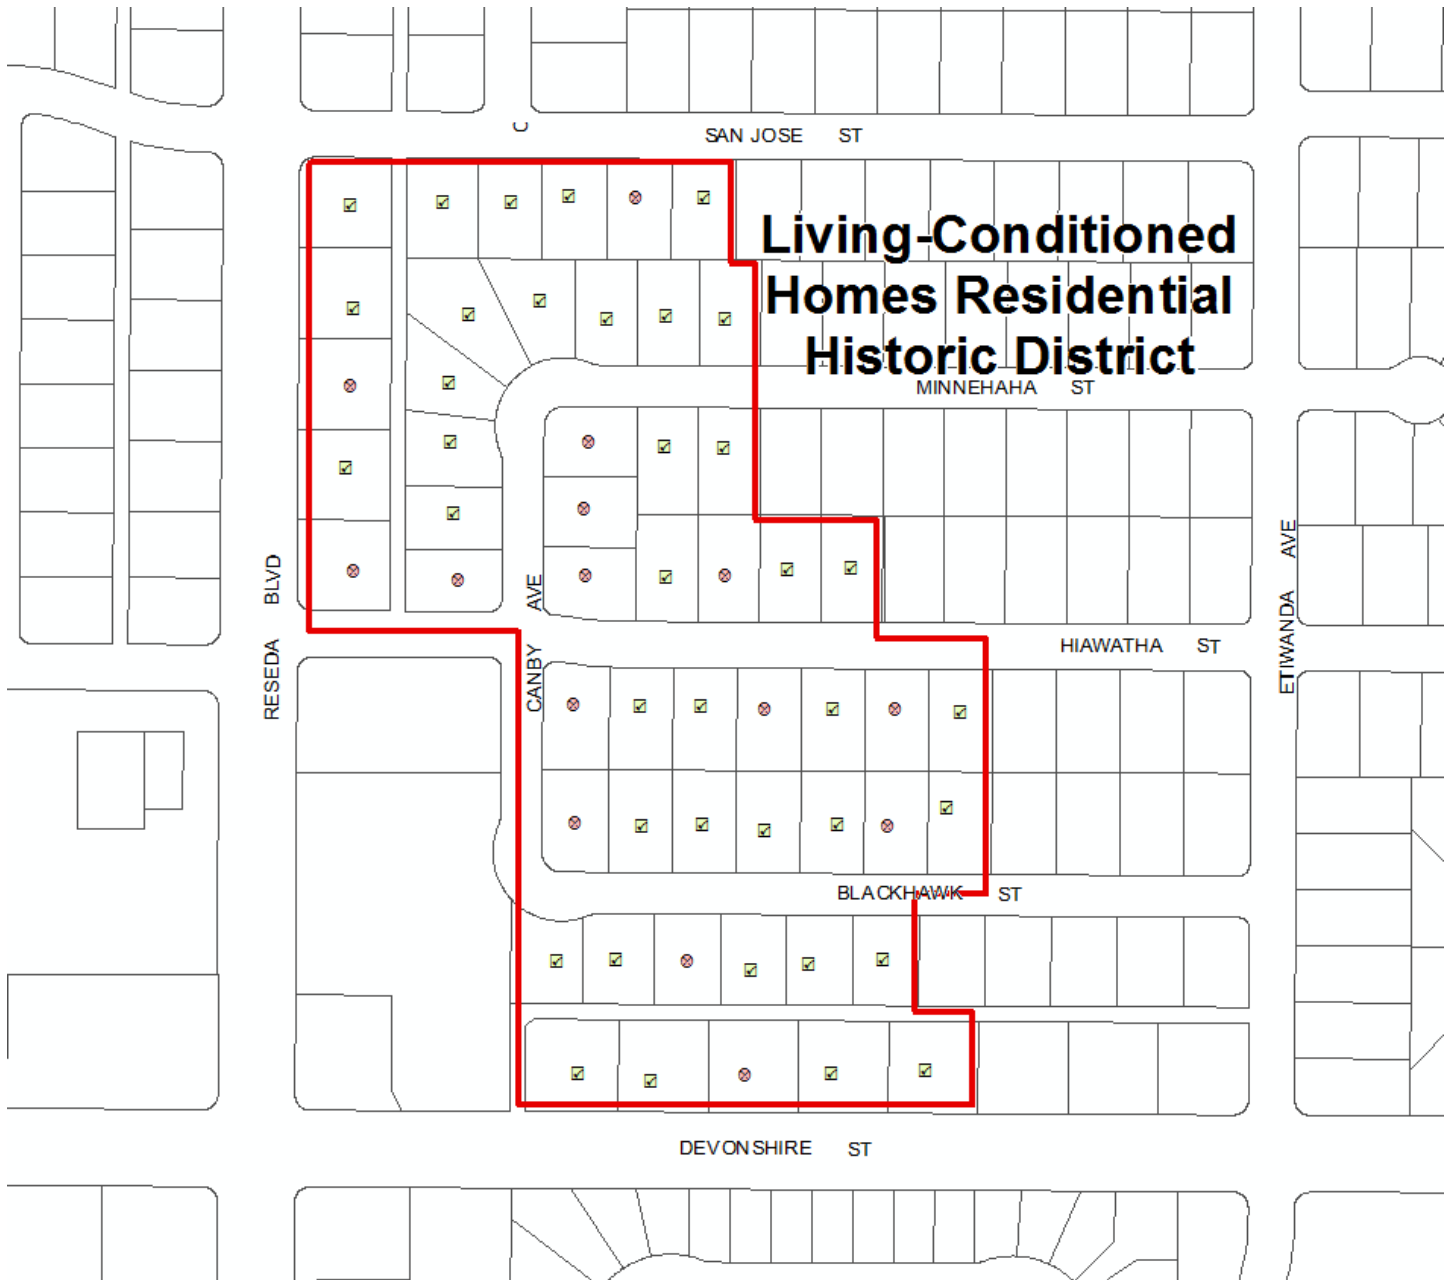 C
SAN JOSE ST
Living-Conditioned
Homes Residential
Historic District
MINNEHAHA ST
RESEDA BLVD
CANBY AVE
ETIWANDA AVE
HIAWATHA ST
BLACKHAWK ST
DEVONSHIRE ST